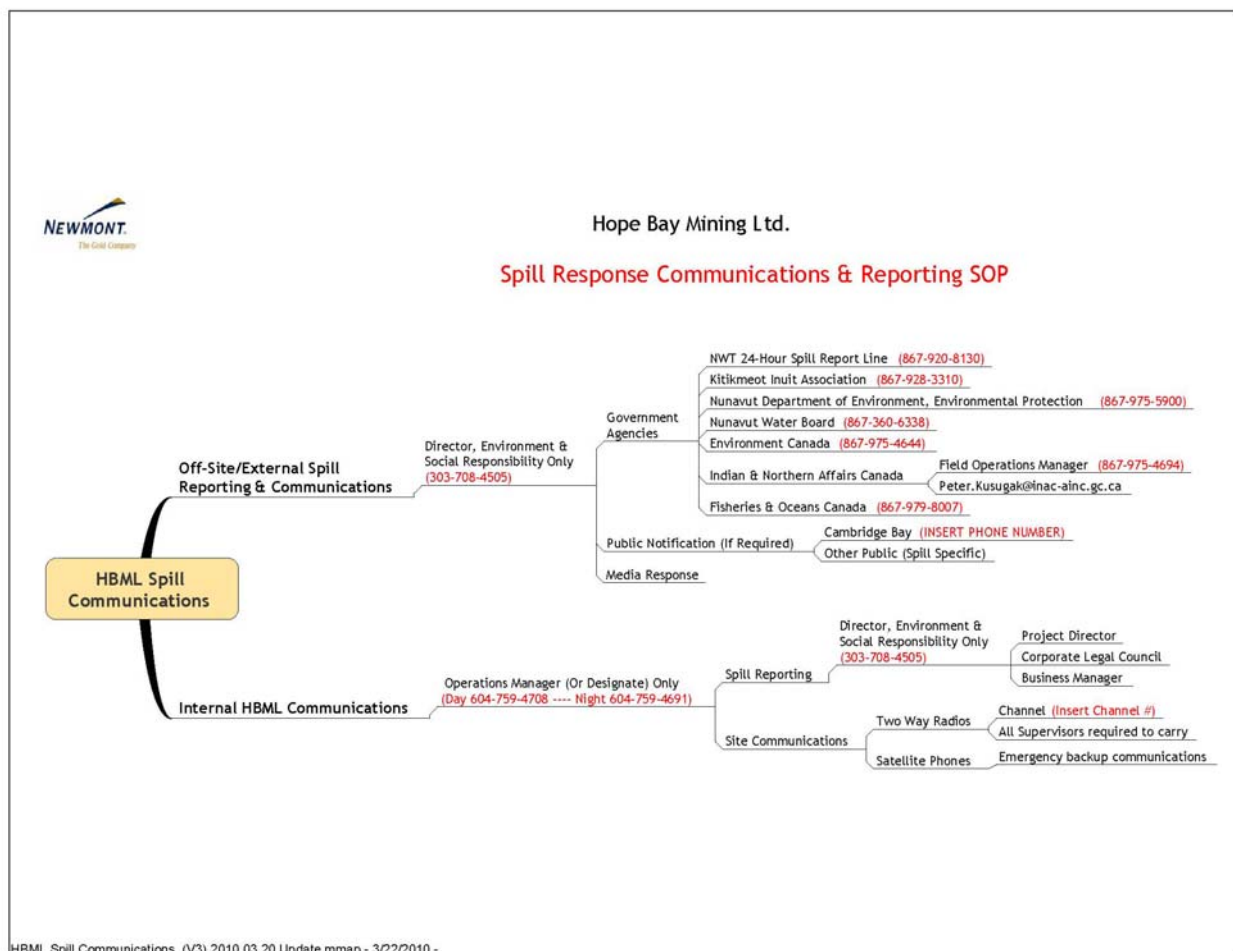 NEWMONT.
The Gold Company
Hope Bay Mining Ltd.
Spill Response Communications & Reporting SOP
HBML Spill
Communications
Off-Site/External Spill
Reporting & Communications
Director, Environment &
Social Responsibility Only
(303-708-4505)
Government
Agencies
NWT 24-Hour Spill Report Line (867-920-8130)
Kitikmeot Inuit Association (867-928-3310)
Nunavut Department of Environment, Environmental Protection (867-975-5900)
Nunavut Water Board (867-360-6338)
Environment Canada (867-975-4644)
Indian & Northern Affairs Canada
Field Operations Manager (867-975-4694)
Peter.Kusugak@inac-ainc.gc.ca
Fisheries & Oceans Canada (867-979-8007)
Public Notification (If Required)
Cambridge Bay (INSERT PHONE NUMBER)
Other Public (Spill Specific)
Media Response
Internal HBML Communications
Operations Manager (Or Designate) Only
(Day 604-759-4708 ---- Night 604-759-4691)
Spill Reporting
Director, Environment &
Social Responsibility Only
(303-708-4505)
Project Director
Corporate Legal Council
Business Manager
Site Communications
Two Way Radios
Channel (Insert Channel #)
All Supervisors required to carry
Satellite Phones
Emergency backup communications
HBML Spill Communications (V3) 2010 03 20 Update.mmap - 3/22/2010 -